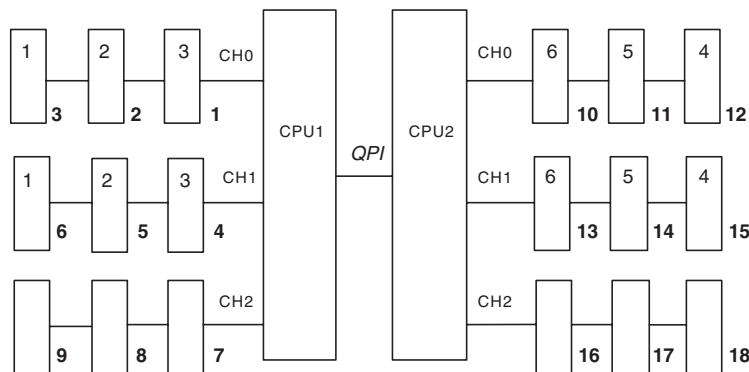 1 2 3 CH0 CH0 6 5 4
3 2 1 10 11 12
CPU1 CPU2
QPI
1 2 3 CH1 CH1 6 5 4
6 5 4 13 14 15
CH2 CH2
9 8 7 16 17 18